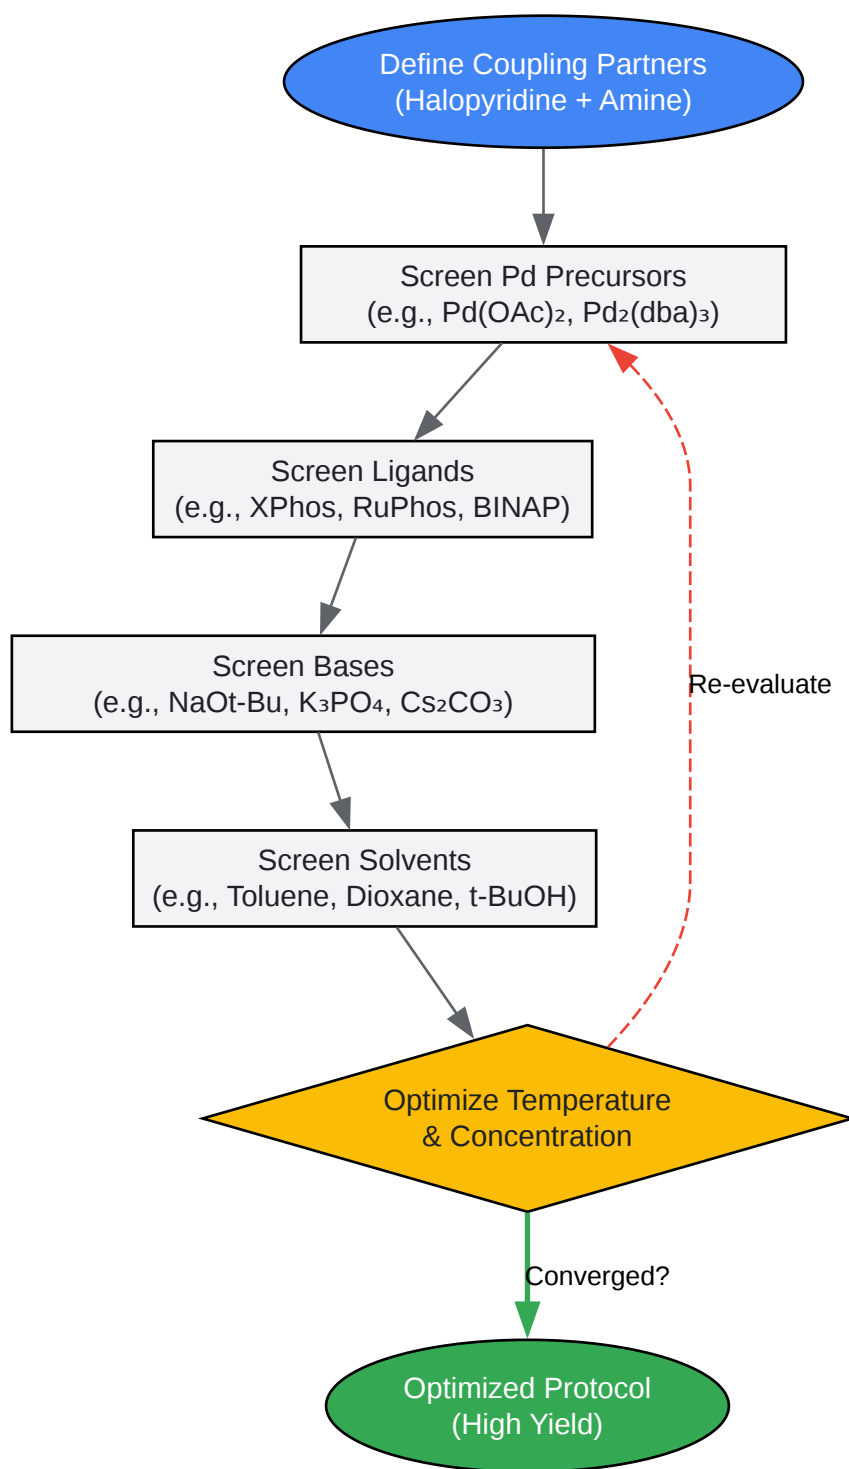 Define Coupling Partners
(Halopyridine + Amine)
Screen Pd Precursors
(e.g., Pd(OAc)₂, Pd₂(dba)₃)
Screen Ligands
(e.g., XPhos, RuPhos, BINAP)
Screen Bases
(e.g., NaOt-Bu, K₃PO₄, Cs₂CO₃)
Re-evaluate
Screen Solvents
(e.g., Toluene, Dioxane, t-BuOH)
Optimize Temperature
& Concentration
Converged?
Optimized Protocol
(High Yield)